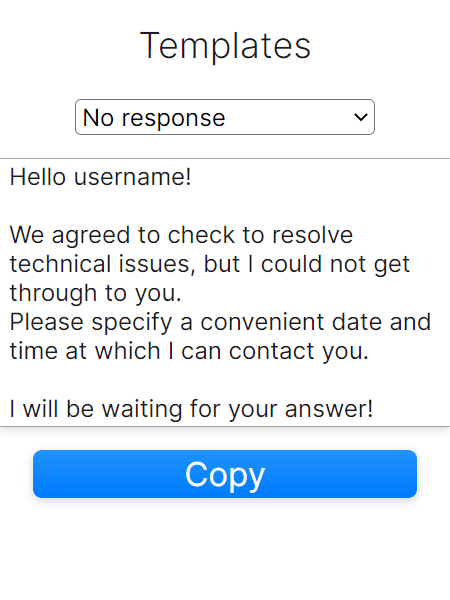 Templates
No response
Hello username!
We agreed to check to resolve
technical issues, but I could not get
through to you.
Please specify a convenient date and
time at which I can contact you.
I will be waiting for your answer!
Copy